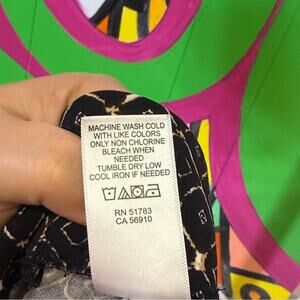 MACHINE WASH COLD
WITH LIKE COLORS
ONLY NON CHLORINE
BLEACH WHEN
NEEDED
TUMBLE DRY LOW
COOL IRON IF NEEDED
RN 51783
CA 56910